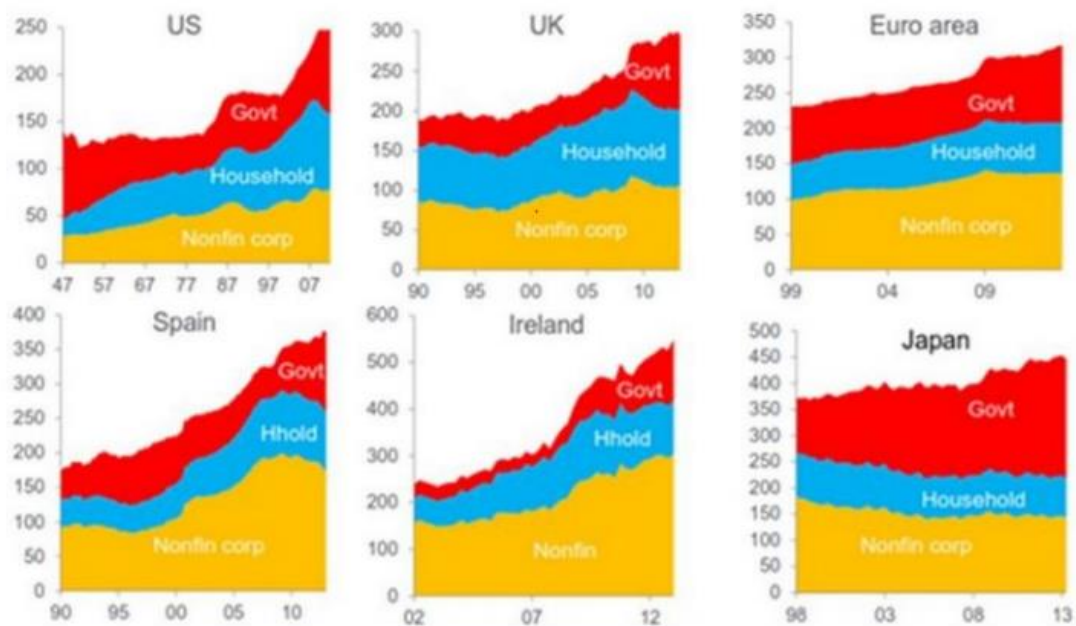 US
250
200
150
100
50
0
Govt
Household
Nonfin corp
47 57 67 77 87 97 07
UK
300
250
200
150
100
50
0
Govt
Household
Nonfin corp
90 95 00 05 10
Euro area
350
300
250
200
150
100
50
0
Govt
Household
Nonfin corp
99 04 09
Spain
400
350
300
250
200
150
100
50
0
Govt
Hhold
Nonfin corp
90 95 00 05 10
Ireland
600
500
400
300
200
100
0
Govt
Hhold
Nonfin
02 07 12
Japan
500
450
400
350
300
250
200
150
100
50
0
Govt
Household
Nonfin corp
98 03 08 13